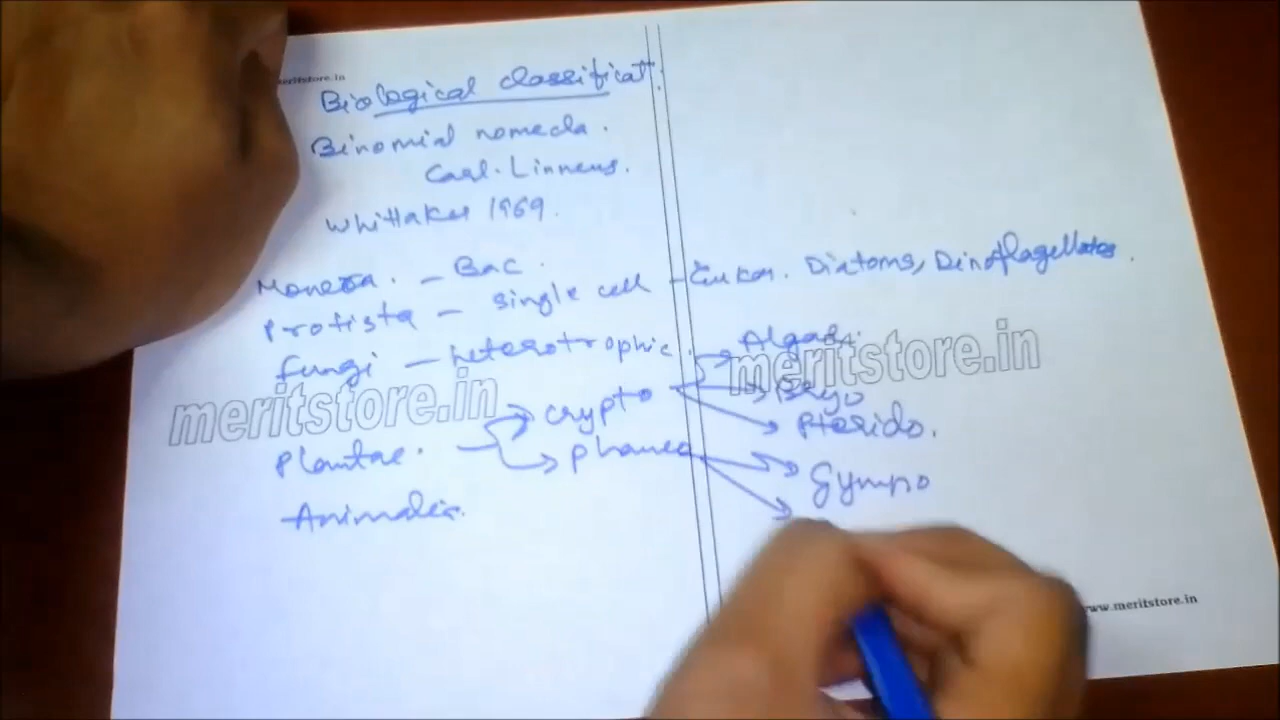 meritstore.in
Biological classificat.
Binomial nomecla.
Carl. Linneus.
Whittaker 1969.
Monera. - Bac.
Protista - single cell - Eukar. Diatoms, Dinoflagellates.
Fungi - heterotrophic.
Plantae. crypto Algae.
Bryo
Pterido.
phanero Gymno
Animalia.
meritstore.in
meritstore.in
www.meritstore.in